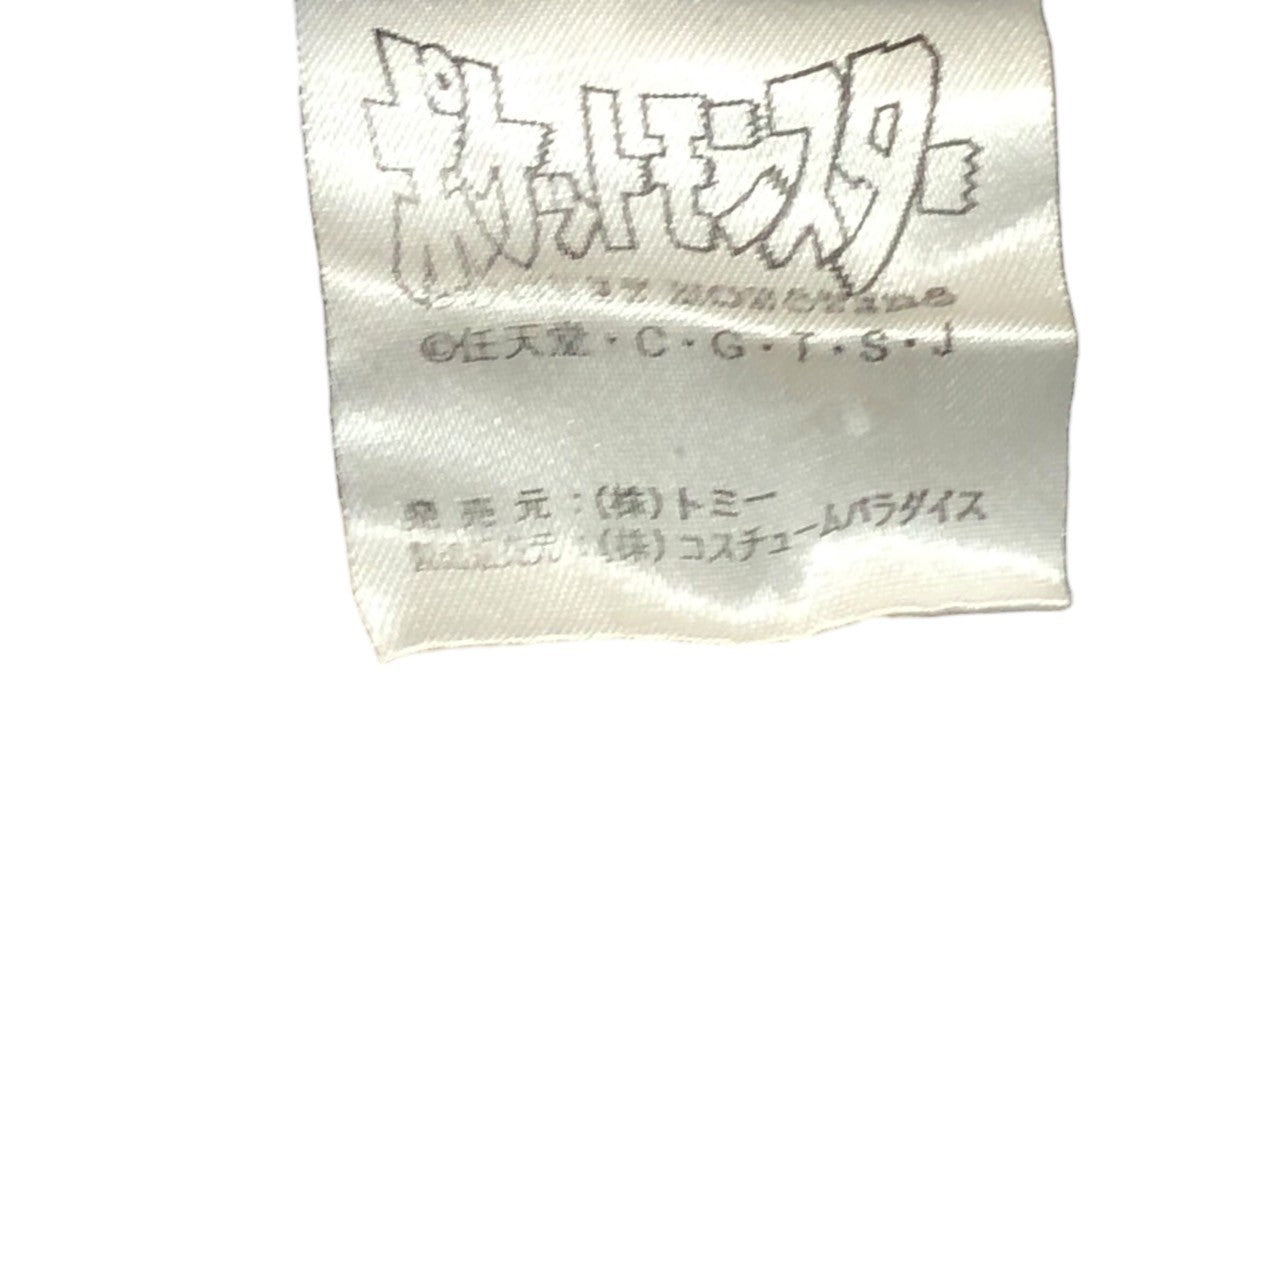 ポケットモンスター
©任天堂・C・G・T・S・J
発売元：(株)トミー
元：(株)コスチュームパラダイス